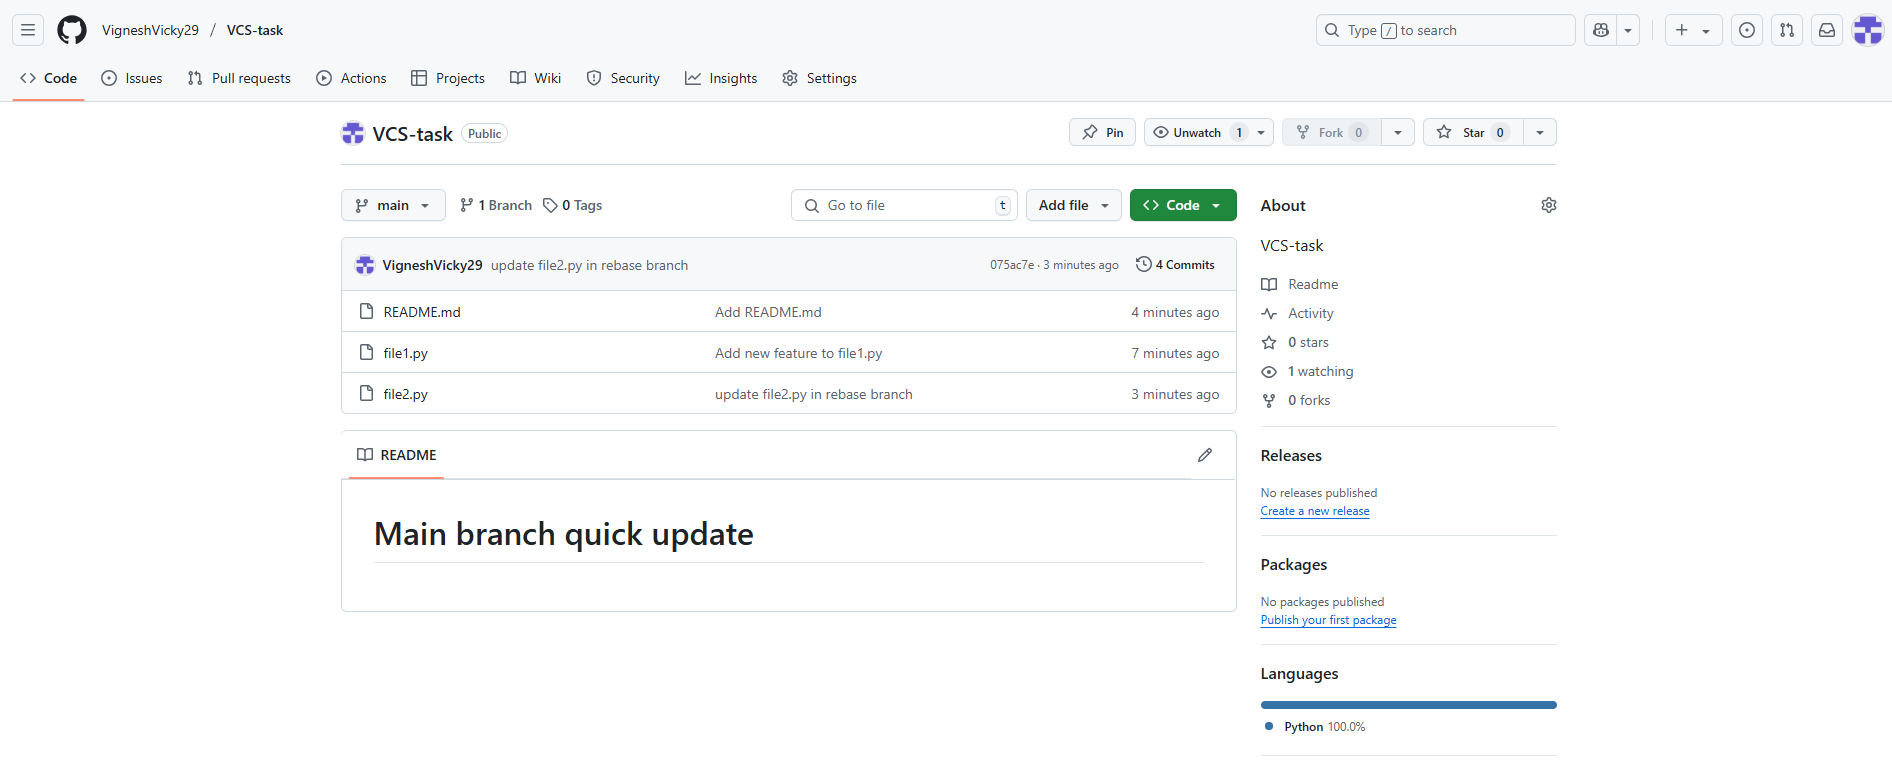 VigneshVicky29 / VCS-task
Type / to search
Code Issues Pull requests Actions Projects Wiki Security Insights Settings
VCS-task Public
Pin Unwatch 1 Fork 0 Star 0
main 1 Branch 0 Tags Go to file t Add file Code
VigneshVicky29 update file2.py in rebase branch 075ac7e · 3 minutes ago 4 Commits
README.md Add README.md 4 minutes ago
file1.py Add new feature to file1.py 7 minutes ago
file2.py update file2.py in rebase branch 3 minutes ago
README
Main branch quick update
About
VCS-task
Readme
Activity
0 stars
1 watching
0 forks
Releases
No releases published
Create a new release
Packages
No packages published
Publish your first package
Languages
Python 100.0%